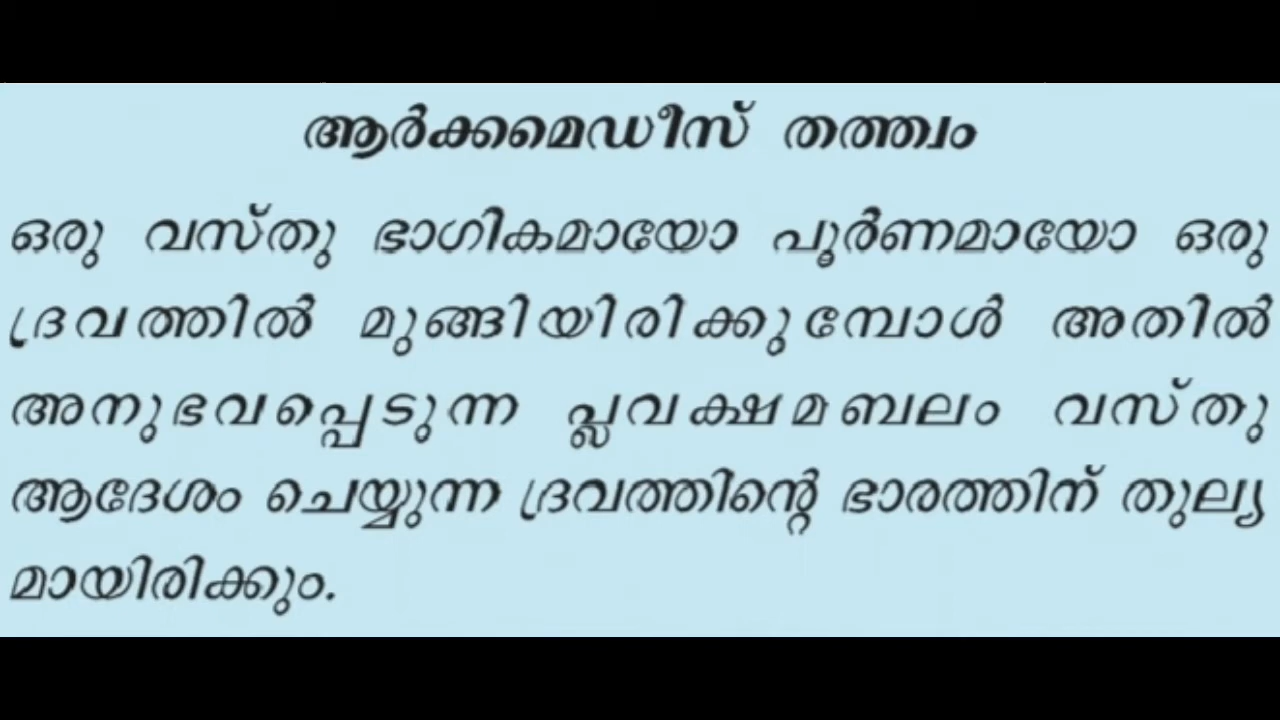 ആർക്കമെഡീസ് തത്ത്വം
ഒരു വസ്തു ഭാഗികമായോ പൂർണമായോ ഒരു
ദ്രവത്തിൽ മുങ്ങിയിരിക്കുമ്പോൾ അതിൽ
അനുഭവപ്പെടുന്ന പ്ലവക്ഷമബലം വസ്തു
ആദേശം ചെയ്യുന്ന ദ്രവത്തിന്റെ ഭാരത്തിന് തുല്യ
മായിരിക്കും.